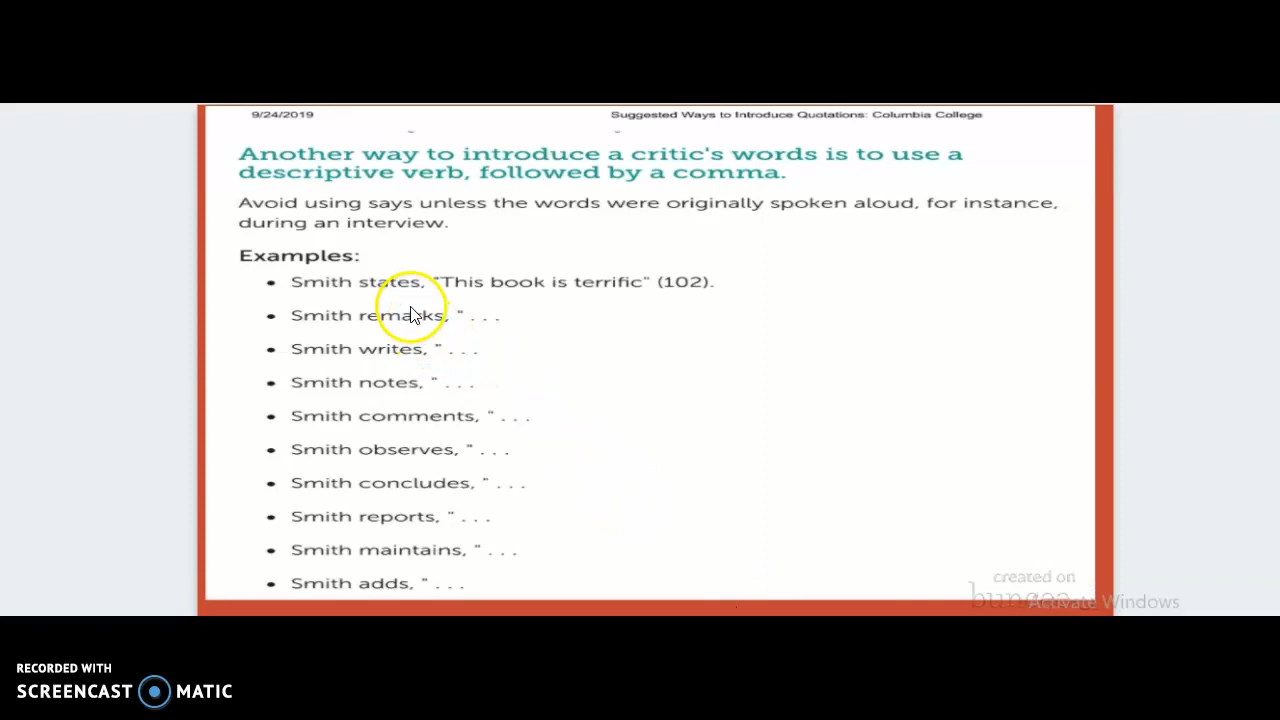 9/24/2019 Suggested Ways to Introduce Quotations: Columbia College
Another way to introduce a critic's words is to use a
descriptive verb, followed by a comma.
Avoid using says unless the words were originally spoken aloud, for instance,
during an interview.
Examples:
• Smith states, "This book is terrific" (102).
• Smith remarks, " . . .
• Smith writes, " . . .
• Smith notes, " . . .
• Smith comments, " . . .
• Smith observes, " . . .
• Smith concludes, " . . .
• Smith reports, " . . .
• Smith maintains, " . . .
• Smith adds, " . . .
created on
Activate Windows
RECORDED WITH
SCREENCAST MATIC